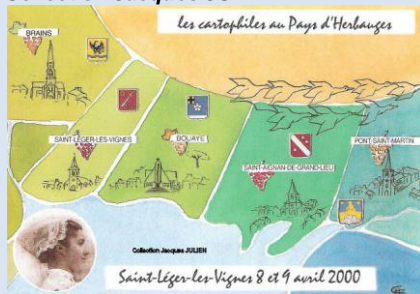 les cartophiles au Pays d'Herbauges
BRAINS
SAINT-LÉGER-LES-VIGNES
BOUAYE
SAINT-AIGNAN-DE-GRAND-LIEU
PONT-SAINT-MARTIN
Collection Jacques JULIEN
Saint-Léger-les-Vignes 8 et 9 avril 2000